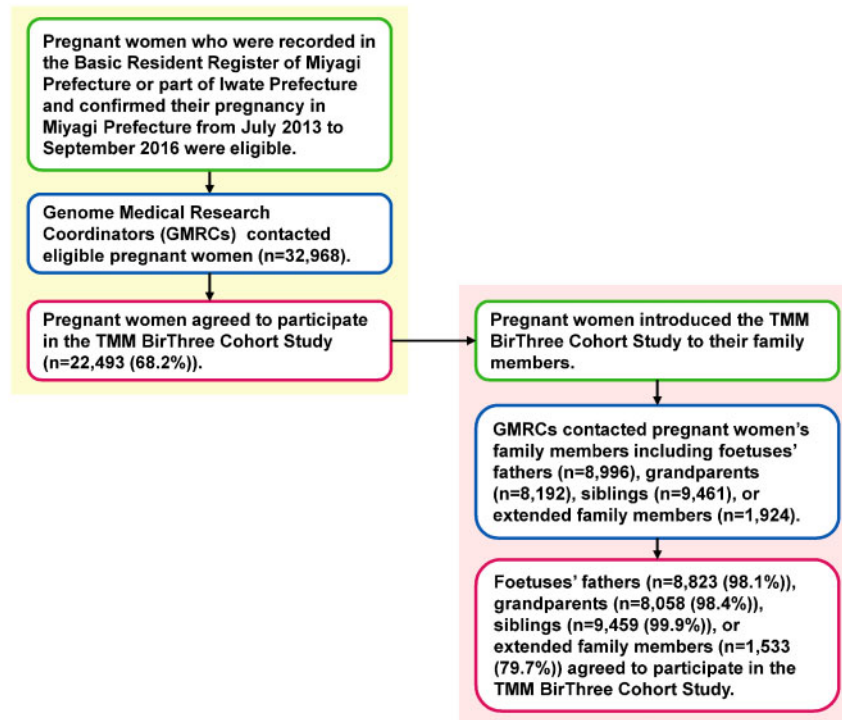 Pregnant women who were recorded in
the Basic Resident Register of Miyagi
Prefecture or part of Iwate Prefecture
and confirmed their pregnancy in
Miyagi Prefecture from July 2013 to
September 2016 were eligible.
Genome Medical Research
Coordinators (GMRCs) contacted
eligible pregnant women (n=32,968).
Pregnant women agreed to participate
in the TMM BirThree Cohort Study
(n=22,493 (68.2%)).
Pregnant women introduced the TMM
BirThree Cohort Study to their family
members.
GMRCs contacted pregnant women's
family members including foetuses'
fathers (n=8,996), grandparents
(n=8,192), siblings (n=9,461), or
extended family members (n=1,924).
Foetuses' fathers (n=8,823 (98.1%)),
grandparents (n=8,058 (98.4%)),
siblings (n=9,459 (99.9%)), or
extended family members (n=1,533
(79.7%)) agreed to participate in the
TMM BirThree Cohort Study.